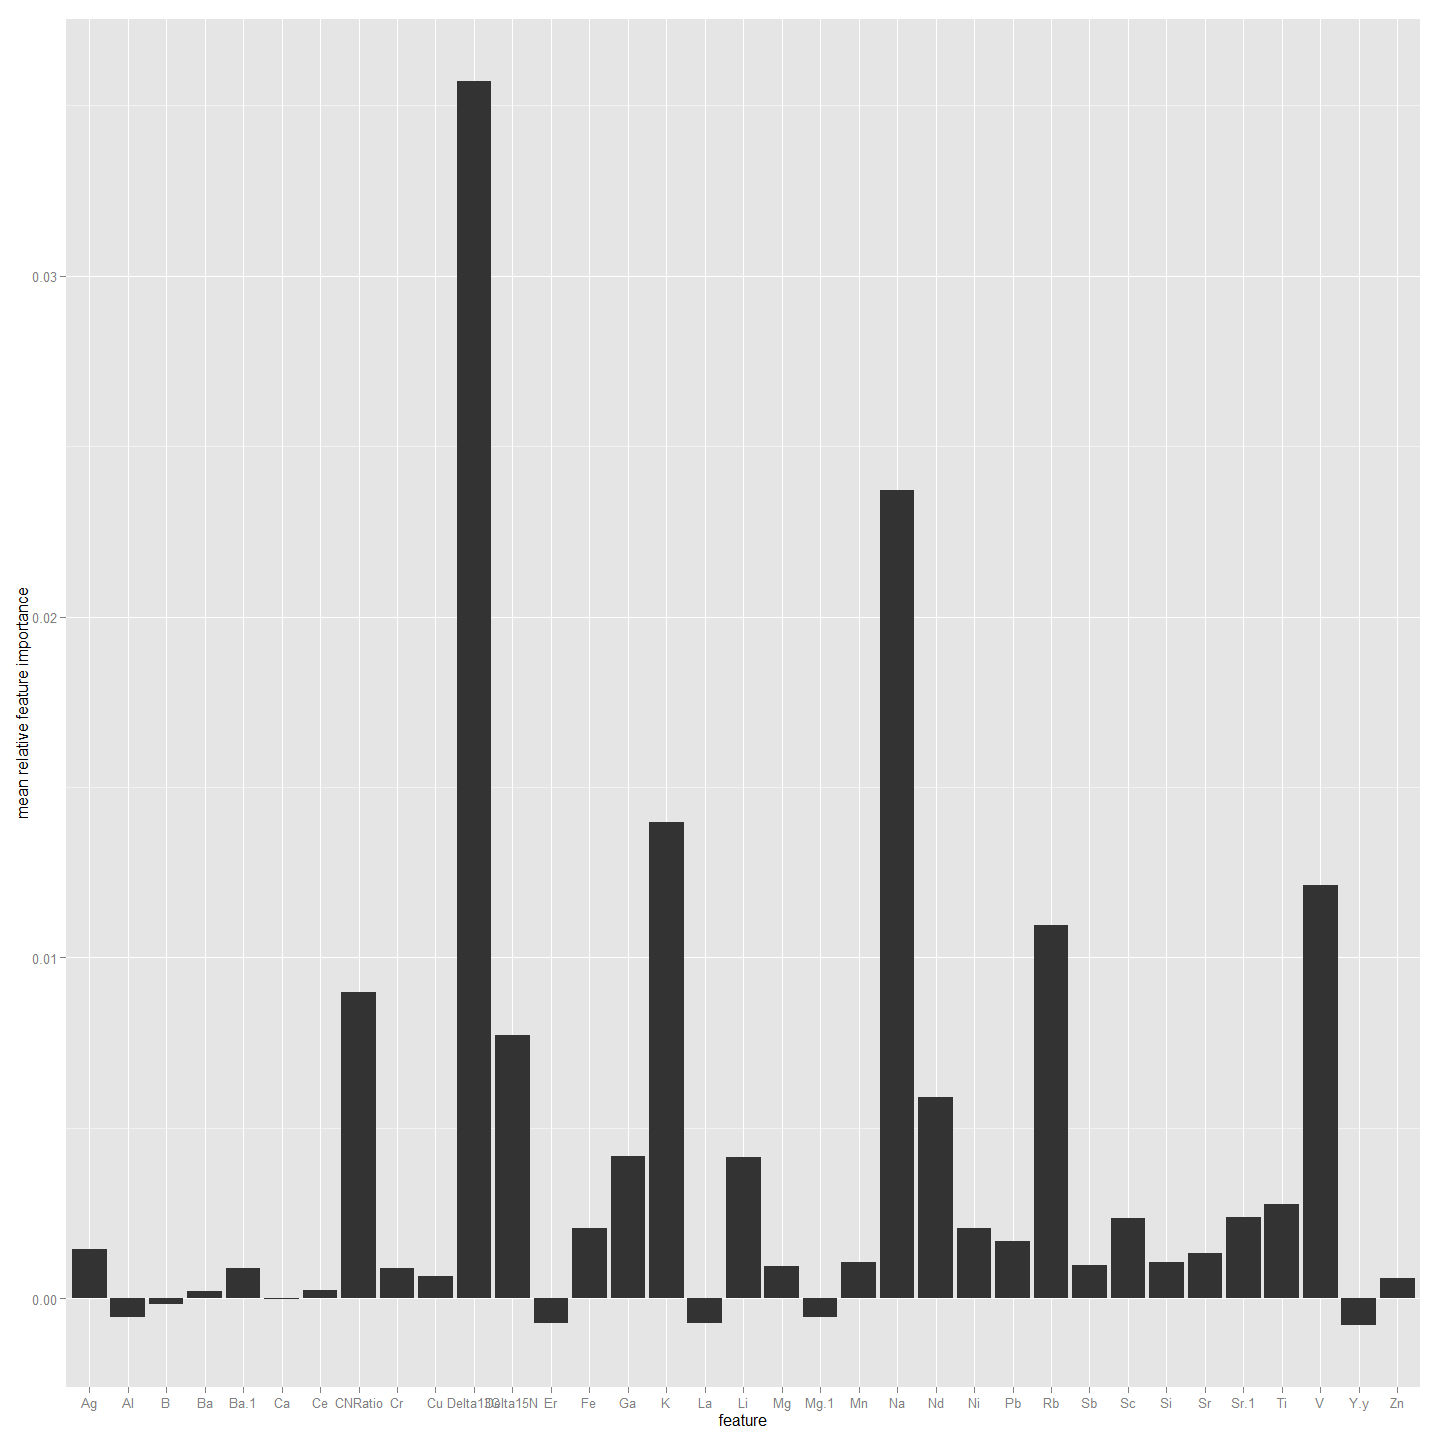 mean relative feature importance
0.03
0.02
0.01
0.00
Ag Al B Ba Ba.1 Ca Ce CNRatio Cr Cu Delta13C Delta15N Er Fe Ga K La Li Mg Mg.1 Mn Na Nd Ni Pb Rb Sb Sc Si Sr Sr.1 Ti V Y.y Zn
feature